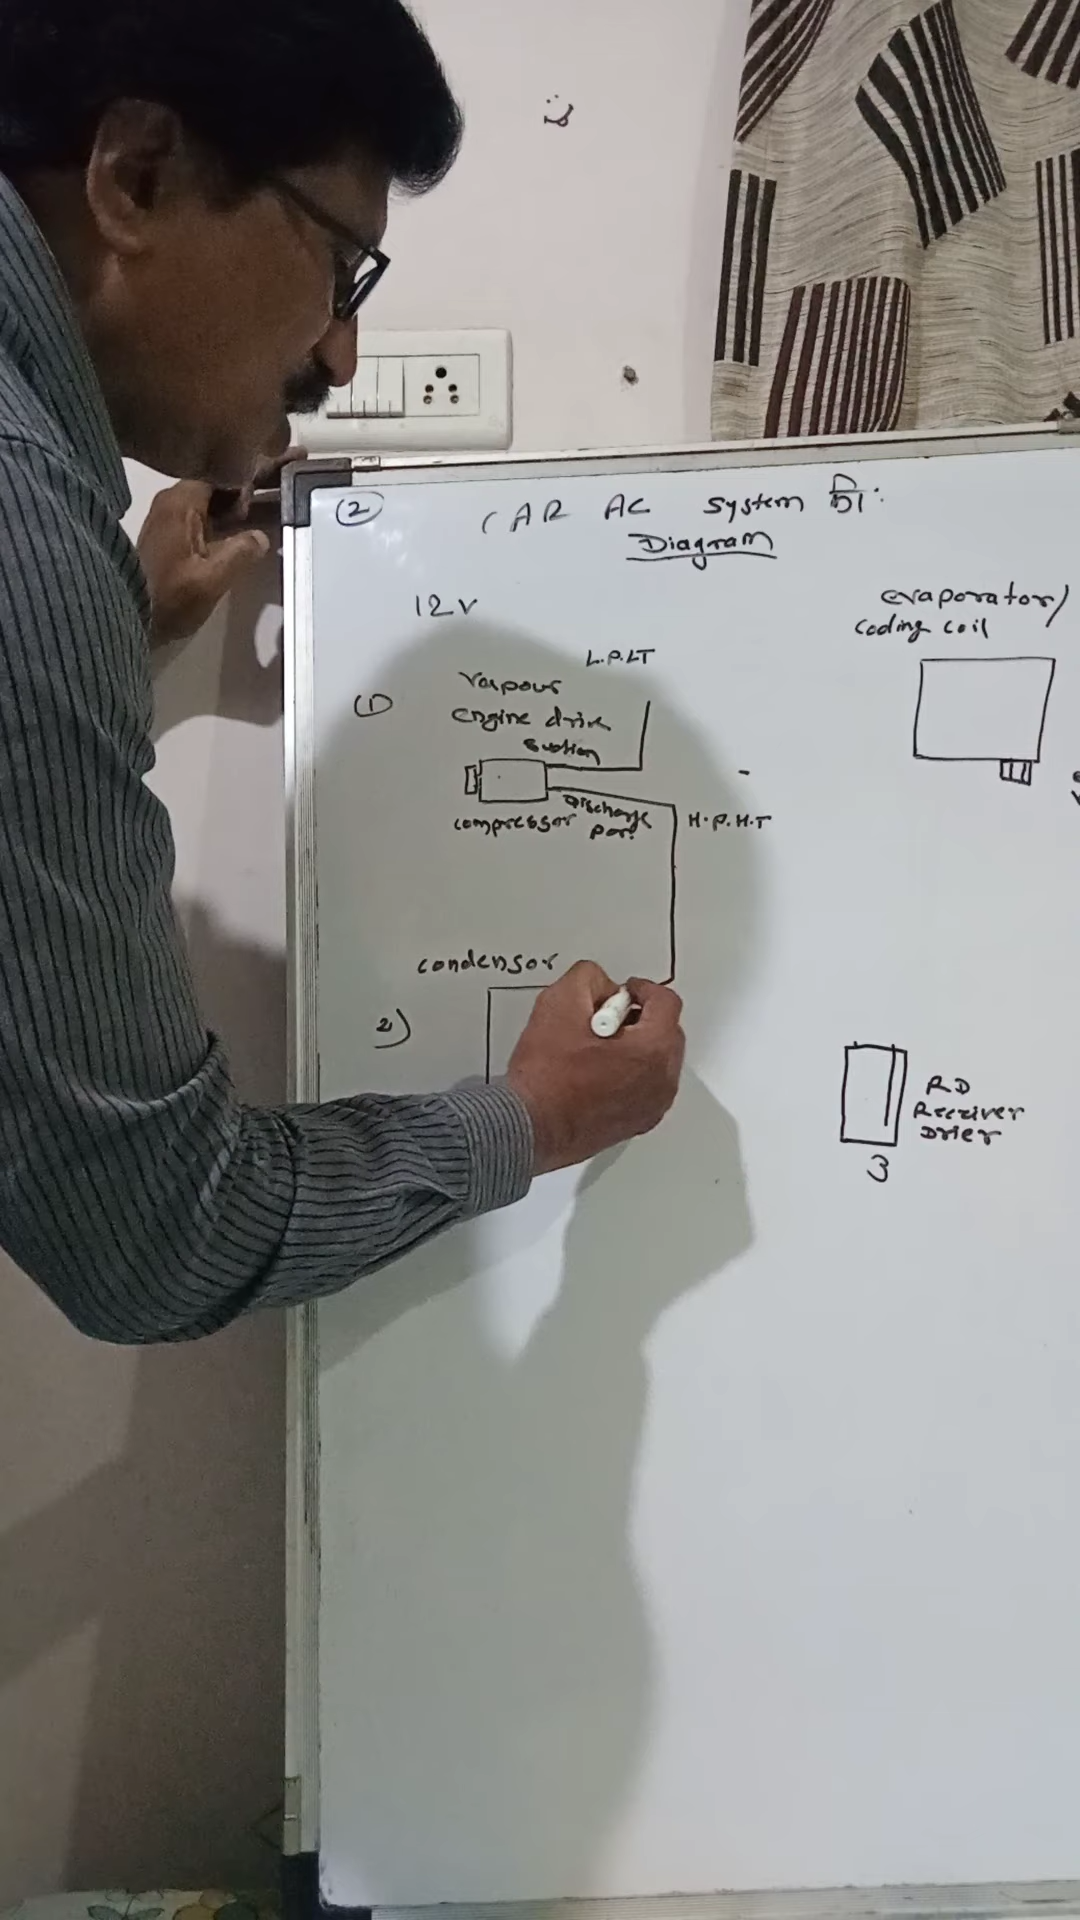 2
CAR AC System
Diagram
12V
evaporator/
Cooling coil
L.P.LT
Vapour
(1)
engine drive
Suction
compressor
Discharge
Port
H.P.H.T
condensor
2)
RD
Receiver
Drier
3